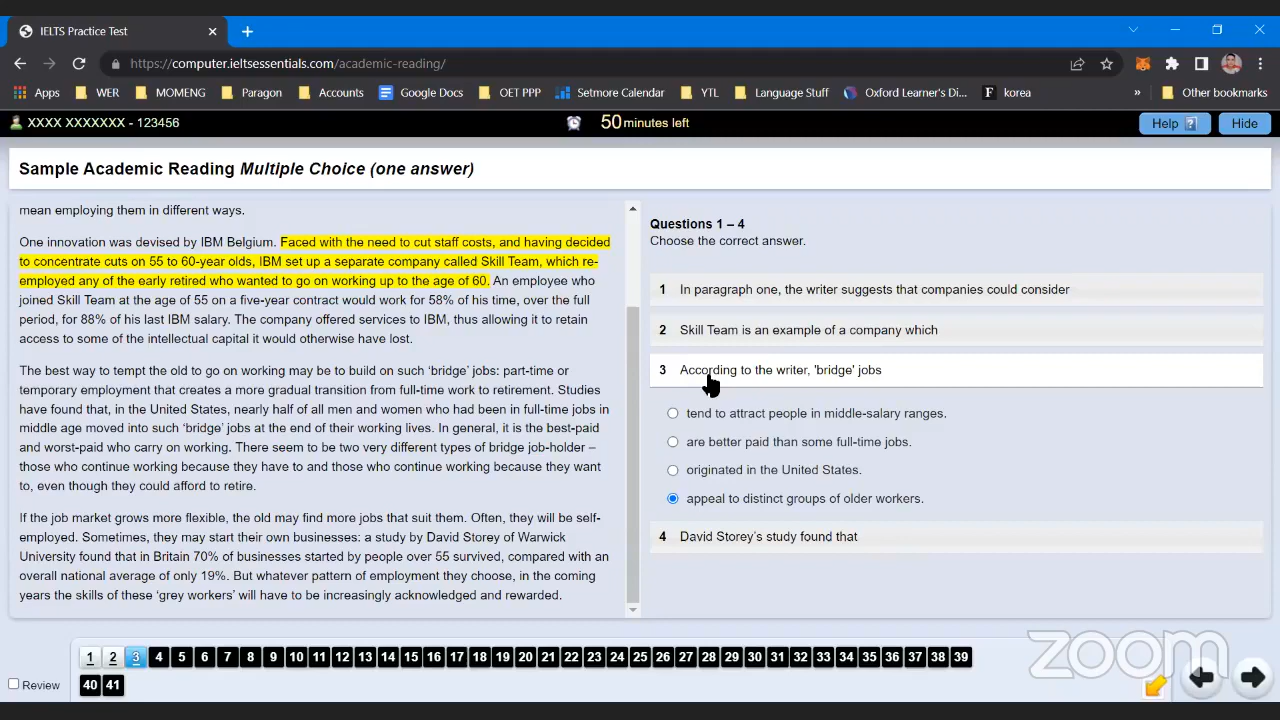 IELTS Practice Test
https://computer.ieltsessentials.com/academic-reading/
Apps WER MOMENG Paragon Accounts Google Docs OET PPP Setmore Calendar YTL Language Stuff Oxford Learner's Di... F korea » Other bookmarks
XXXX XXXXXXX - 123456 50 minutes left Help ? Hide
Sample Academic Reading Multiple Choice (one answer)
mean employing them in different ways.
One innovation was devised by IBM Belgium. Faced with the need to cut staff costs, and having decided
to concentrate cuts on 55 to 60-year olds, IBM set up a separate company called Skill Team, which re-
employed any of the early retired who wanted to go on working up to the age of 60. An employee who
joined Skill Team at the age of 55 on a five-year contract would work for 58% of his time, over the full
period, for 88% of his last IBM salary. The company offered services to IBM, thus allowing it to retain
access to some of the intellectual capital it would otherwise have lost.
The best way to tempt the old to go on working may be to build on such 'bridge' jobs: part-time or
temporary employment that creates a more gradual transition from full-time work to retirement. Studies
have found that, in the United States, nearly half of all men and women who had been in full-time jobs in
middle age moved into such 'bridge' jobs at the end of their working lives. In general, it is the best-paid
and worst-paid who carry on working. There seem to be two very different types of bridge job-holder –
those who continue working because they have to and those who continue working because they want
to, even though they could afford to retire.
If the job market grows more flexible, the old may find more jobs that suit them. Often, they will be self-
employed. Sometimes, they may start their own businesses: a study by David Storey of Warwick
University found that in Britain 70% of businesses started by people over 55 survived, compared with an
overall national average of only 19%. But whatever pattern of employment they choose, in the coming
years the skills of these 'grey workers' will have to be increasingly acknowledged and rewarded.
Questions 1 – 4
Choose the correct answer.
1 In paragraph one, the writer suggests that companies could consider
2 Skill Team is an example of a company which
3 According to the writer, 'bridge' jobs
tend to attract people in middle-salary ranges.
are better paid than some full-time jobs.
originated in the United States.
appeal to distinct groups of older workers.
4 David Storey's study found that
1 2 3 4 5 6 7 8 9 10 11 12 13 14 15 16 17 18 19 20 21 22 23 24 25 26 27 28 29 30 31 32 33 34 35 36 37 38 39
Review 40 41
zoom